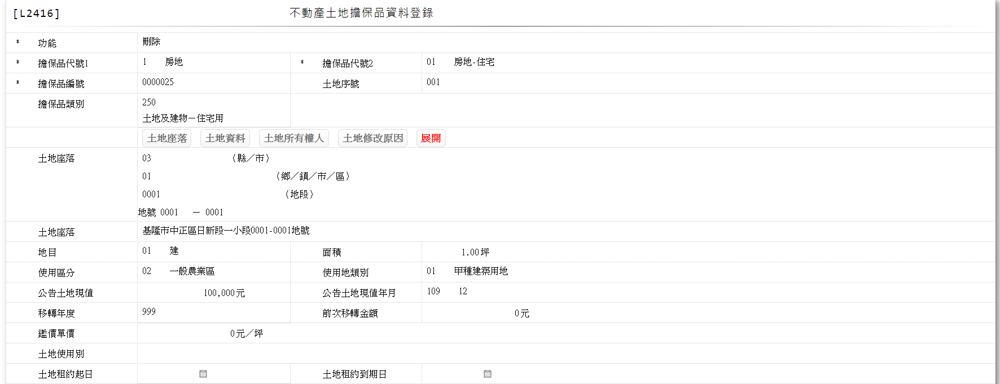 [L2416] 不動產土地擔保品資料登錄
* 功能 刪除
* 擔保品代號1 1 房地 * 擔保品代號2 01 房地-住宅
* 擔保品編號 0000025 土地序號 001
擔保品類別 250
土地及建物－住宅用
土地座落 土地資料 土地所有權人 土地修改原因 展開
土地座落 03 （縣／市）
01 （鄉／鎮／市／區）
0001 （地段）
地號 0001 － 0001
土地座落 基隆市中正區日新段一小段0001-0001地號
地目 01 建 面積 1.00坪
使用區分 02 一般農業區 使用地類別 01 甲種建築用地
公告土地現值 100,000元 公告土地現值年月 109 12
移轉年度 999 前次移轉金額 0元
鑑價單價 0元／坪
土地使用別
土地租約起日 土地租約到期日